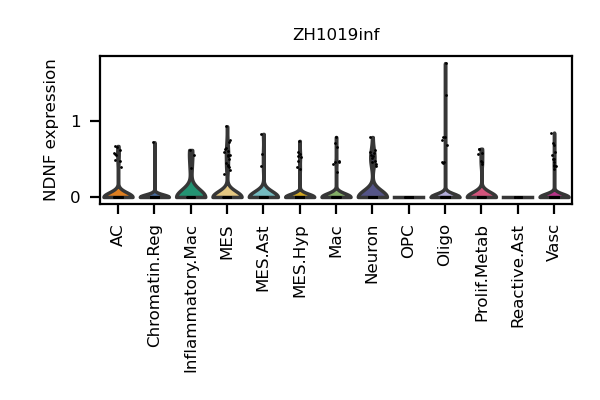 ZH1019inf
NDNF expression
1
0
AC
Chromatin.Reg
Inflammatory.Mac
MES
MES.Ast
MES.Hyp
Mac
Neuron
OPC
Oligo
Prolif.Metab
Reactive.Ast
Vasc